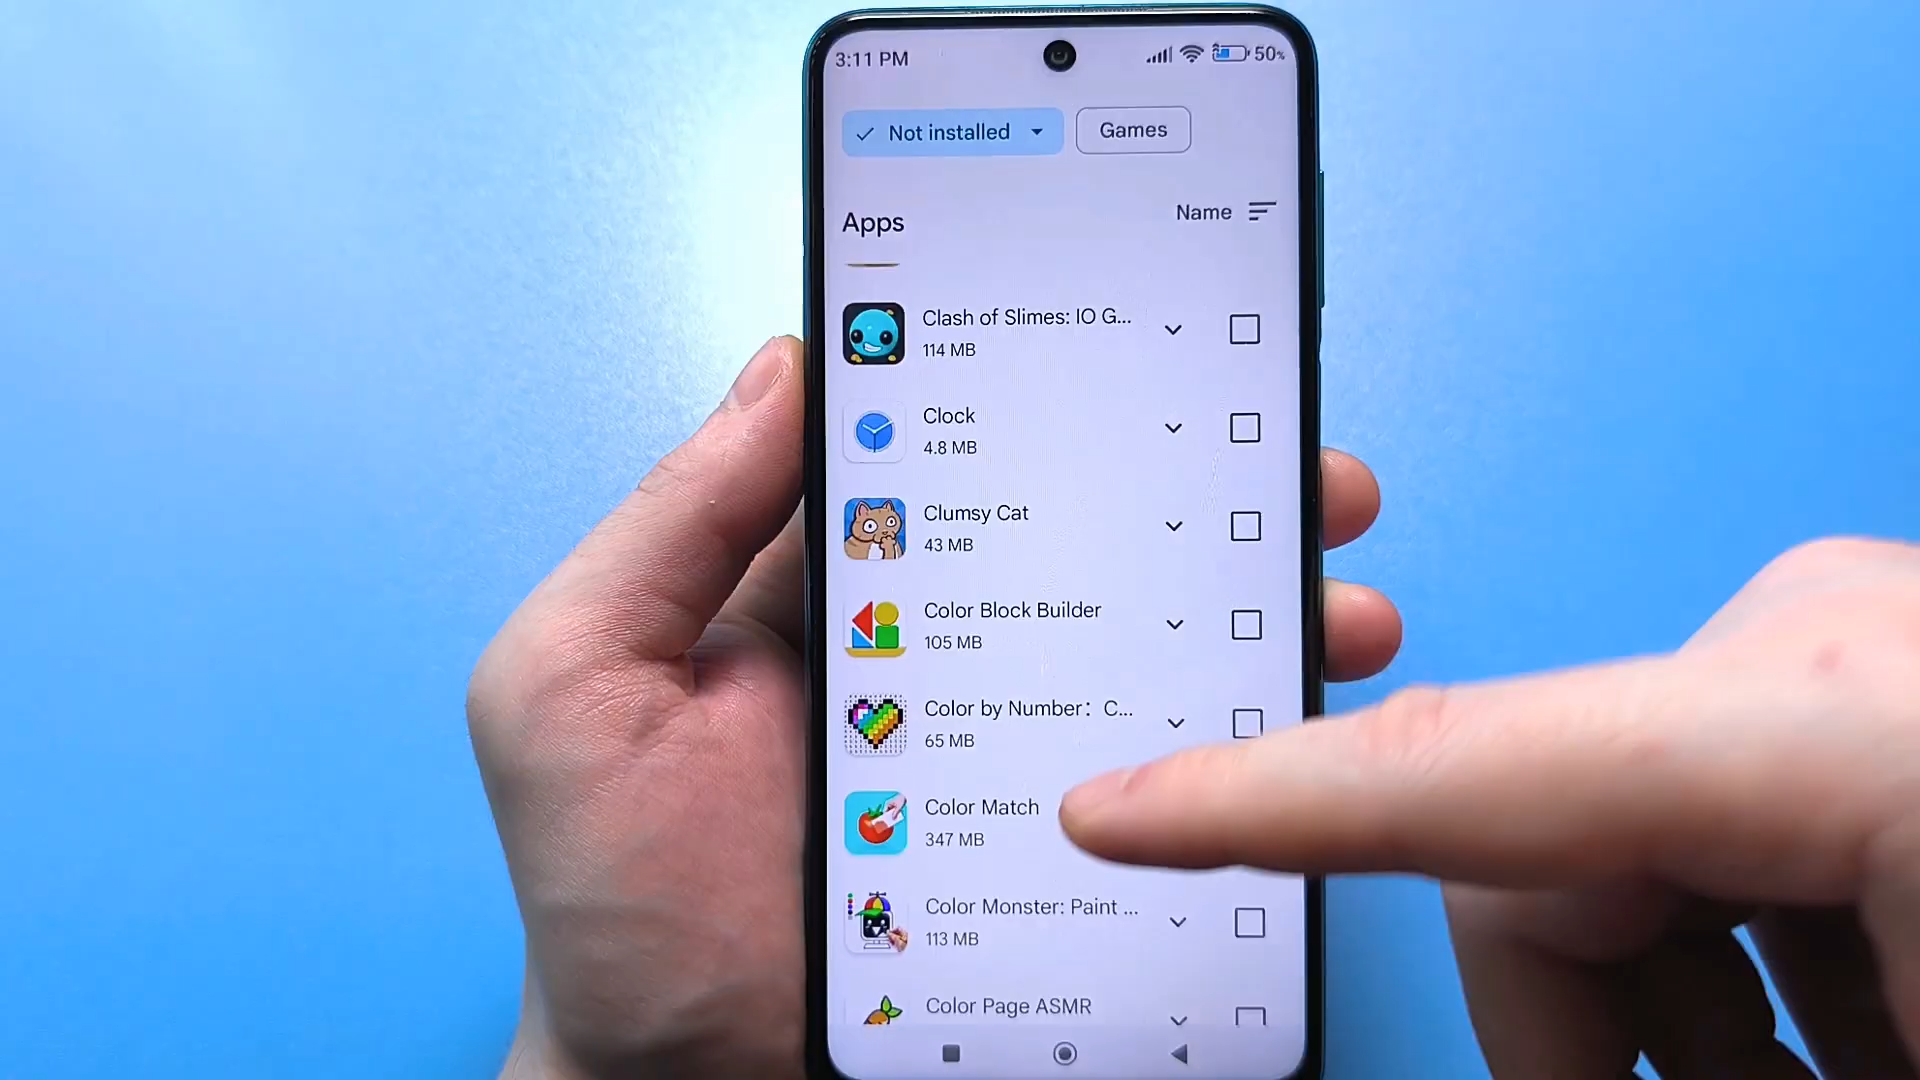 3:11 PM
50%
Not installed
Games
Apps
Name
Clash of Slimes: IO G...
114 MB
Clock
4.8 MB
Clumsy Cat
43 MB
Color Block Builder
105 MB
Color by Number：C...
65 MB
Color Match
347 MB
Color Monster: Paint ...
113 MB
Color Page ASMR